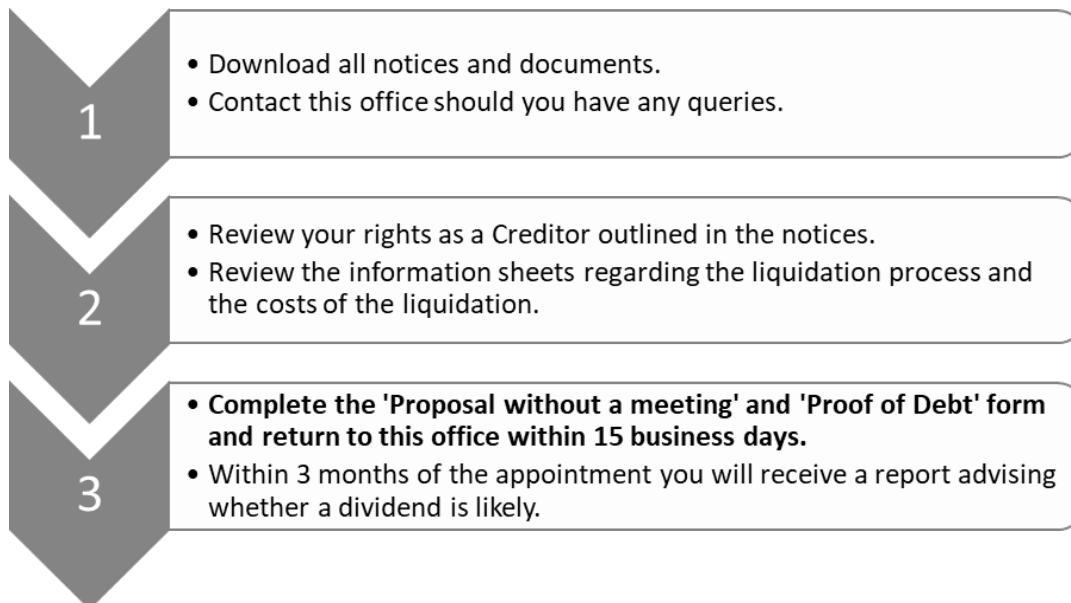 1
• Download all notices and documents.
• Contact this office should you have any queries.
2
• Review your rights as a Creditor outlined in the notices.
• Review the information sheets regarding the liquidation process and
the costs of the liquidation.
3
• Complete the 'Proposal without a meeting' and 'Proof of Debt' form
and return to this office within 15 business days.
• Within 3 months of the appointment you will receive a report advising
whether a dividend is likely.